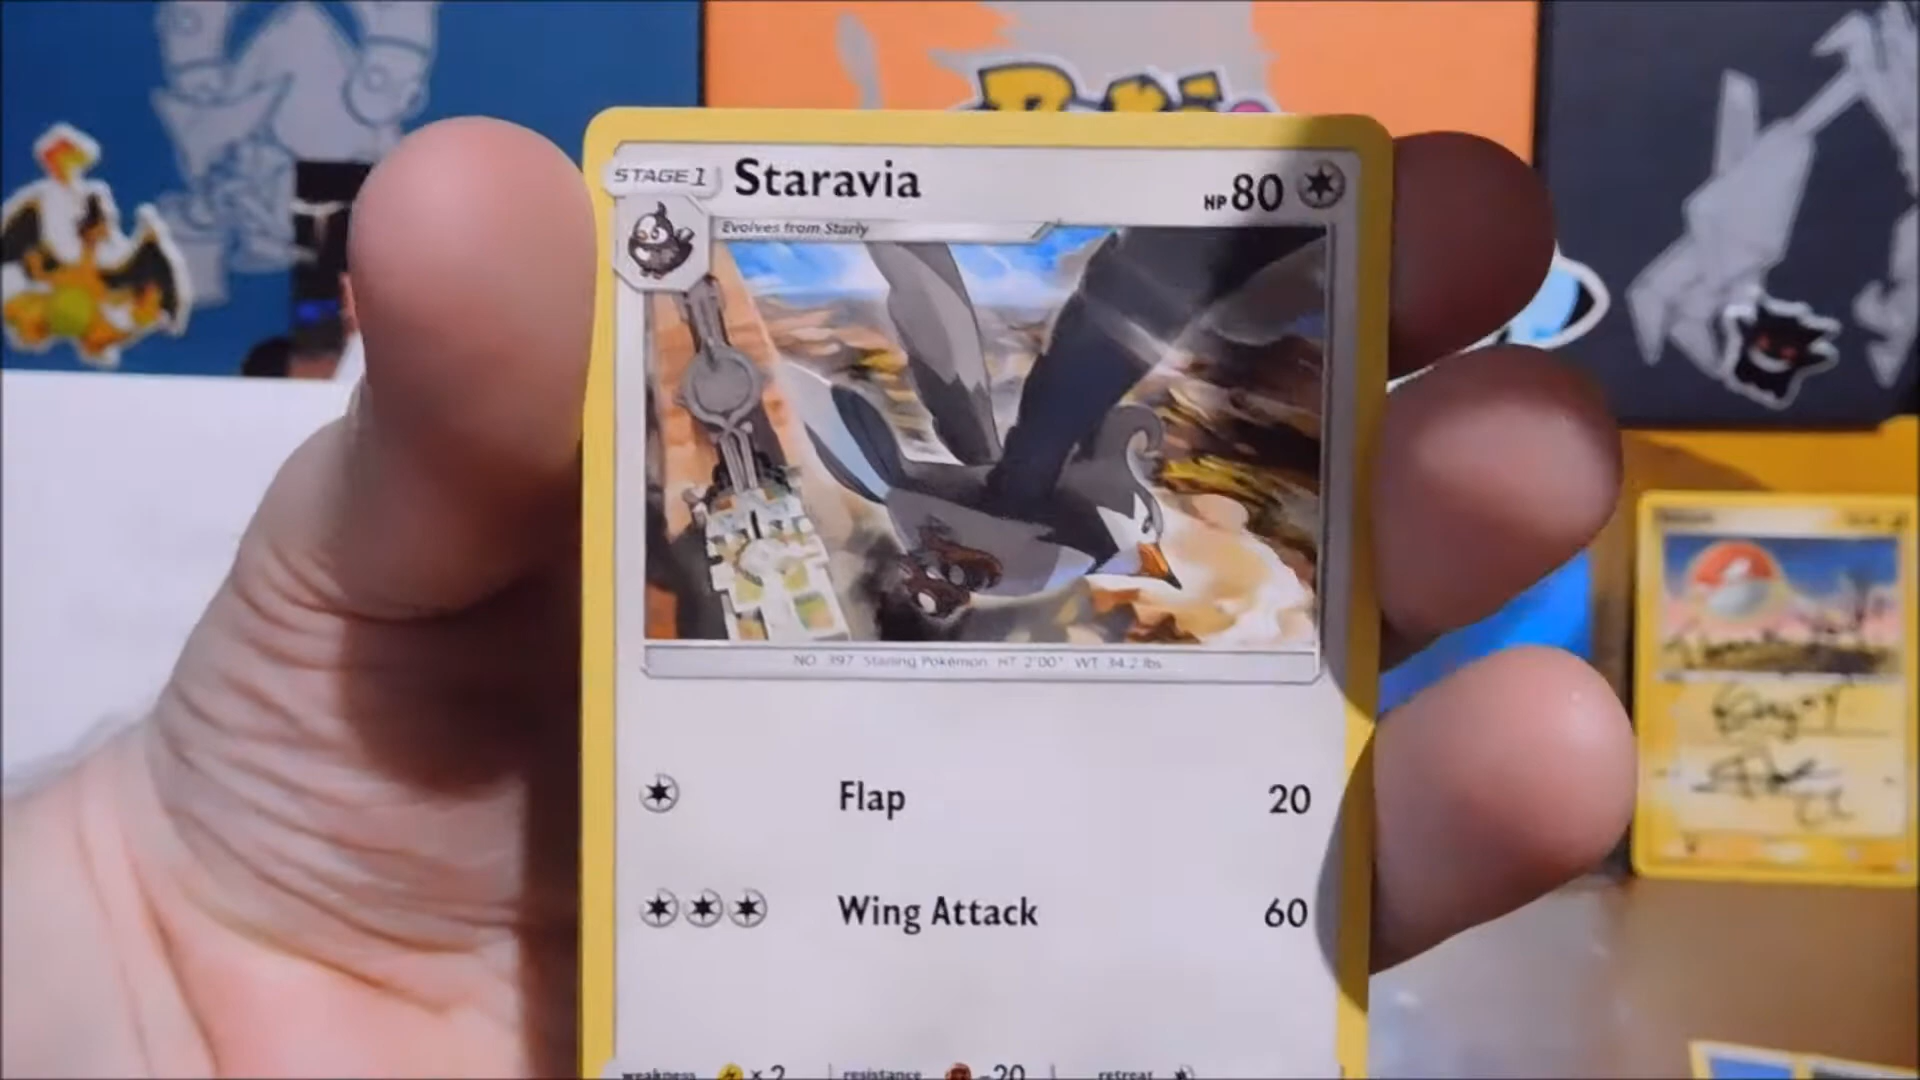 STAGE 1 Staravia HP 80
Evolves from Starly
NO. 397 Starling Pokémon HT 2'00" WT 34.2 lbs
Flap 20
Wing Attack 60
weakness ×2 resistance -20 retreat